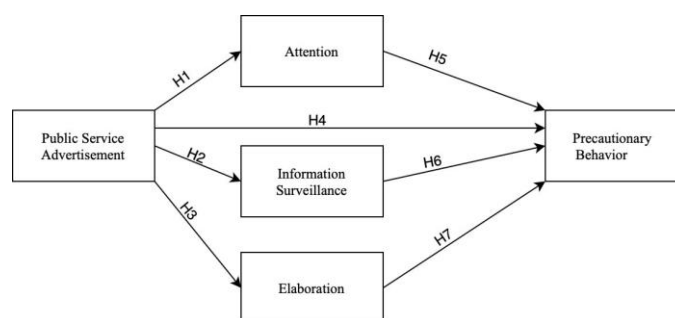 Attention
H1
H5
Public Service
Advertisement
H4
Precautionary
Behavior
H2
Information
Surveillance
H6
H3
H7
Elaboration